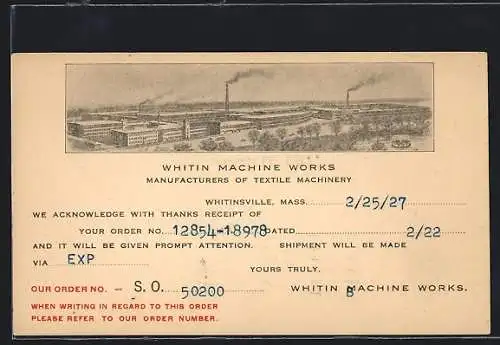 WHITIN MACHINE WORKS
MANUFACTURERS OF TEXTILE MACHINERY
WHITINSVILLE, MASS. 2/25/27
WE ACKNOWLEDGE WITH THANKS RECEIPT OF
YOUR ORDER NO. 12854-18978 DATED 2/22
AND IT WILL BE GIVEN PROMPT ATTENTION. SHIPMENT WILL BE MADE
VIA EXP
YOURS TRULY,
OUR ORDER NO. – S. O. 50200 WHITIN MACHINE WORKS.
B
WHEN WRITING IN REGARD TO THIS ORDER
PLEASE REFER TO OUR ORDER NUMBER.